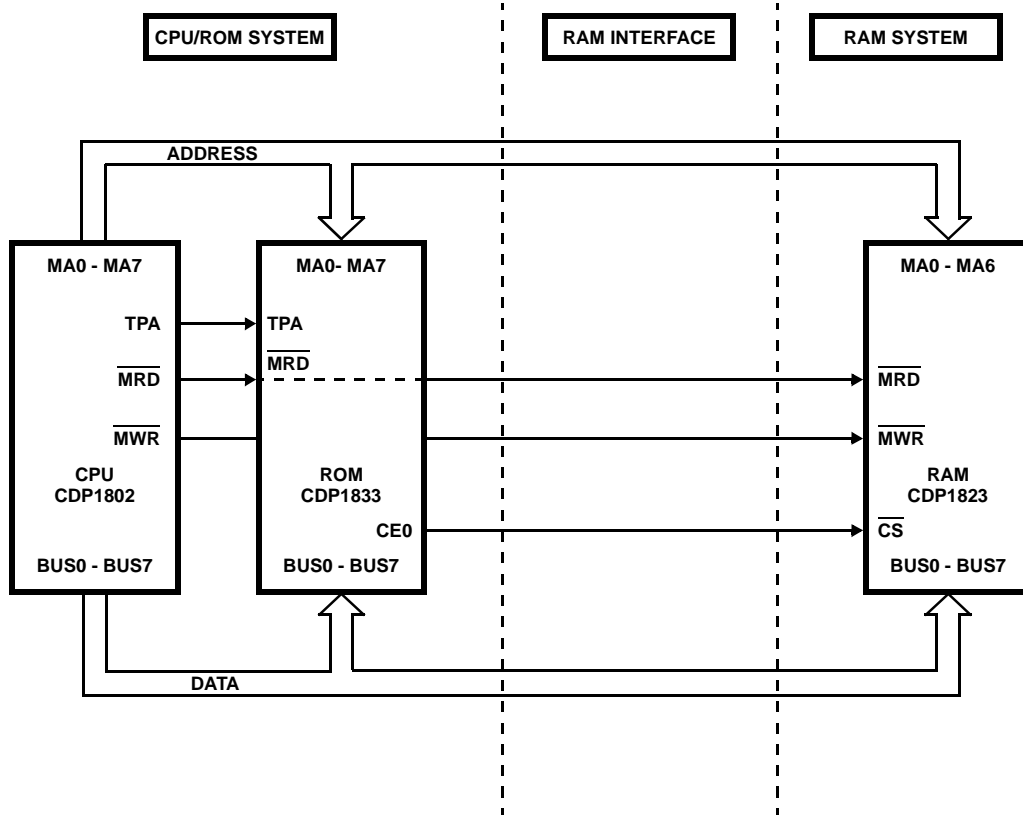 CPU/ROM SYSTEM
RAM INTERFACE
RAM SYSTEM
ADDRESS
MA0 - MA7
TPA
MRD
MWR
CPU
CDP1802
BUS0 - BUS7
MA0- MA7
TPA
MRD
ROM
CDP1833
CE0
BUS0 - BUS7
MA0 - MA6
MRD
MWR
RAM
CDP1823
CS
BUS0 - BUS7
DATA